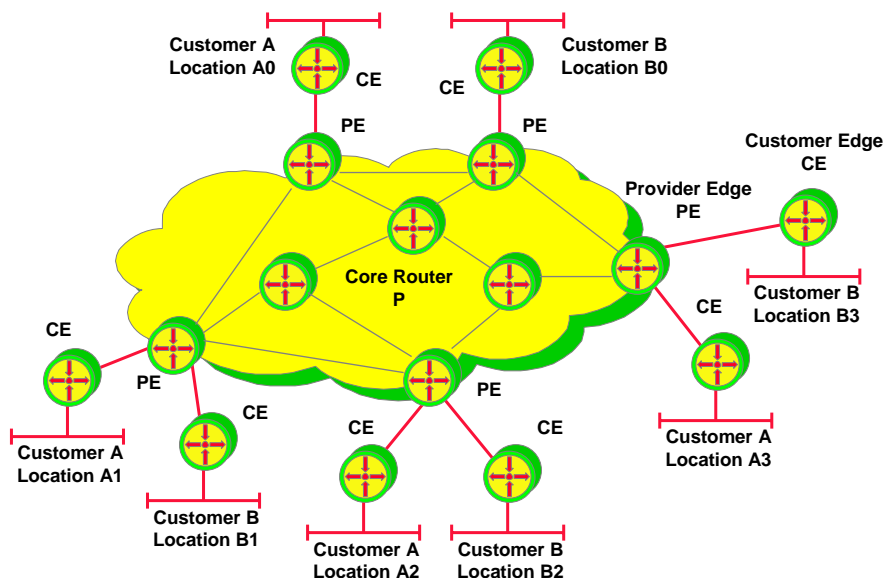 Customer A
Location A0
CE
Customer B
Location B0
CE
PE
PE
Customer Edge
CE
Provider Edge
PE
Core Router
P
Customer B
Location B3
CE
CE
PE
CE
PE
CE
CE
Customer A
Location A1
Customer B
Location B1
Customer A
Location A2
Customer B
Location B2
Customer A
Location A3